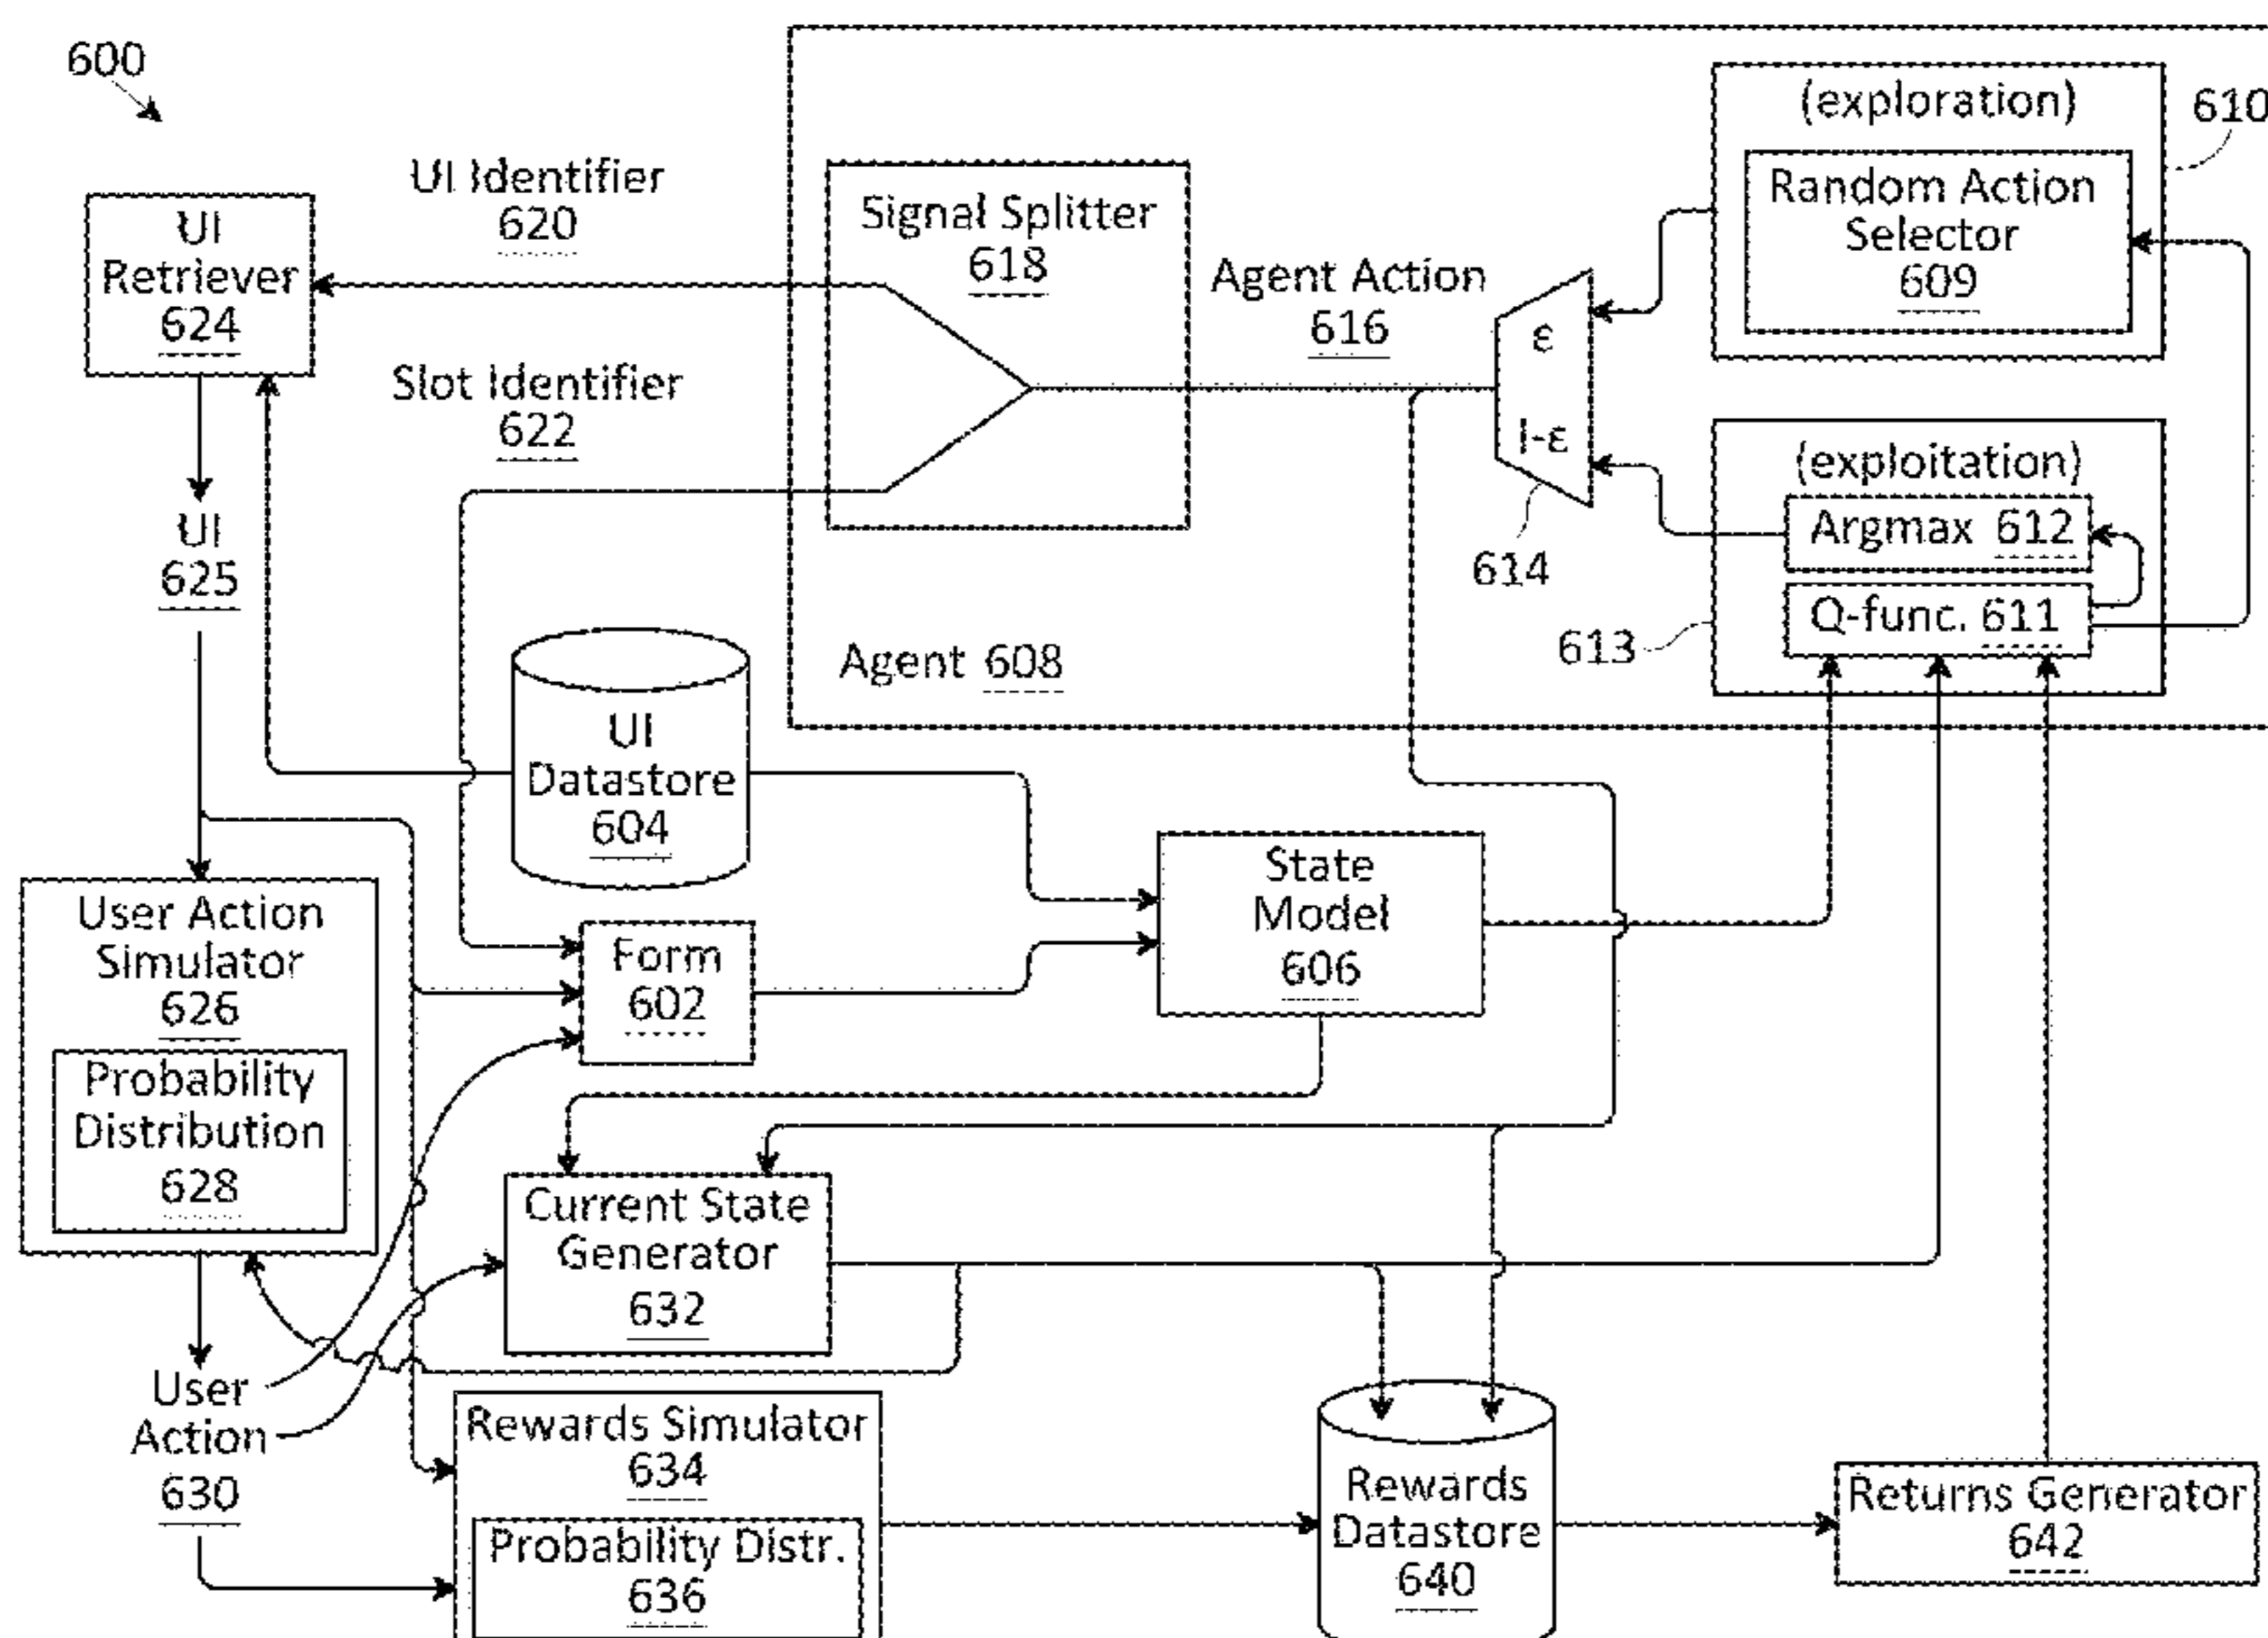 600
UI Identifier
620
Signal Splitter
618
(exploration)
610
Random Action
Selector
609
UI
Retriever
624
Agent Action
616
Slot Identifier
622
ε
1-ε
614
(exploitation)
Argmax 612
Q-func. 611
613
UI
625
Agent 608
UI
Datastore
604
State
Model
606
User Action
Simulator
626
Form
602
Probability
Distribution
628
Current State
Generator
632
User
Action
630
Rewards Simulator
634
Probability Distr.
636
Rewards
Datastore
640
Returns Generator
642